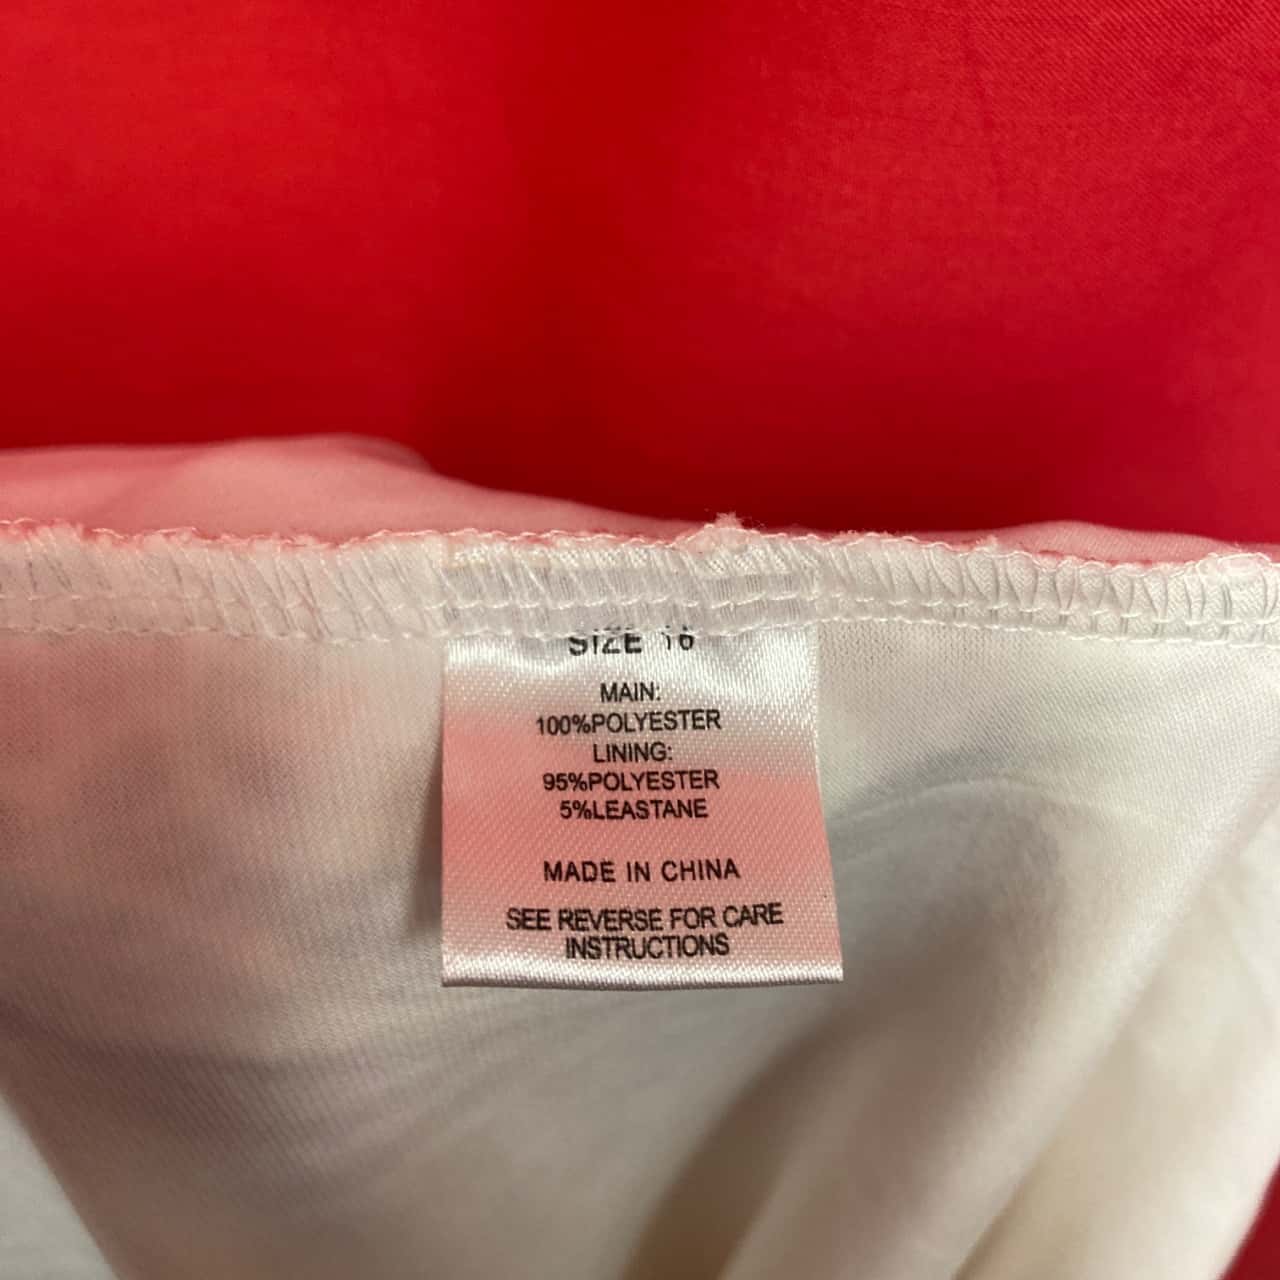 SIZE 16
MAIN:
100%POLYESTER
LINING:
95%POLYESTER
5%LEASTANE
MADE IN CHINA
SEE REVERSE FOR CARE
INSTRUCTIONS